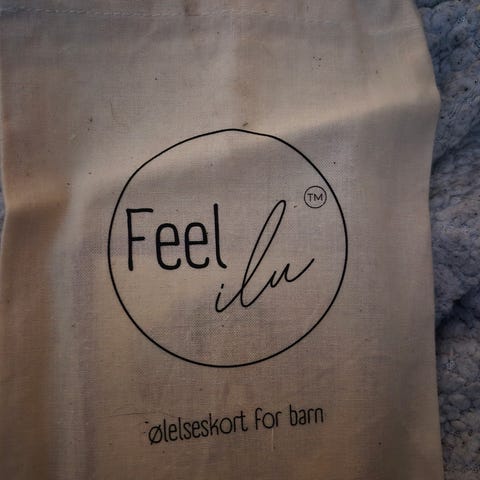 Feel
ilu
TM
ølelseskort for barn